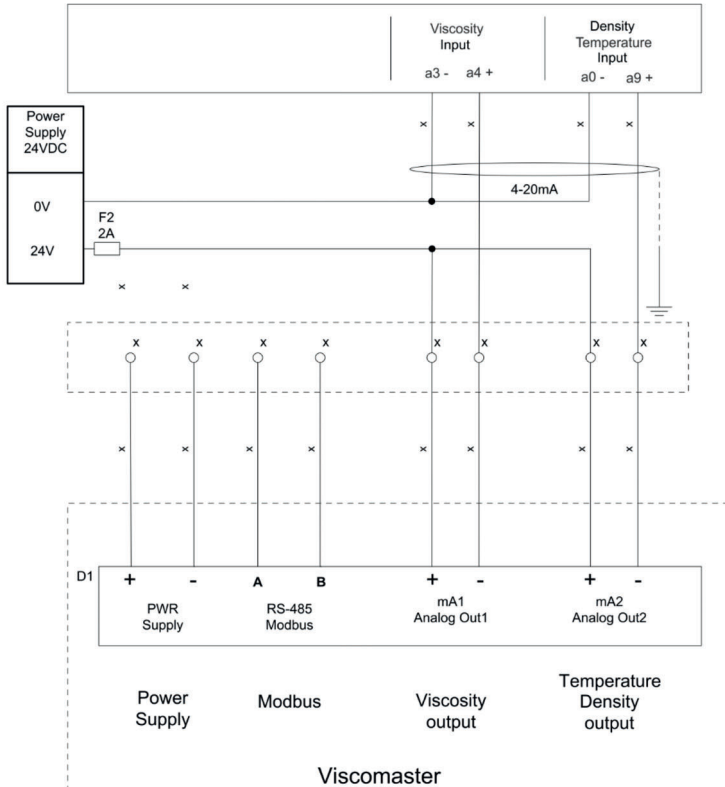 Viscosity
Input
a3 - a4 +
Density
Temperature
Input
a0 - a9 +
Power
Supply
24VDC
0V
24V
F2
2A
4-20mA
x x x x
x x
x x x x x x x x
x x x x x x x x
D1
+ - A B + - + -
PWR
Supply
RS-485
Modbus
mA1
Analog Out1
mA2
Analog Out2
Power
Supply
Modbus
Viscosity
output
Temperature
Density
output
Viscomaster